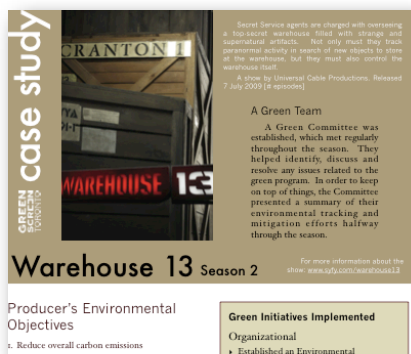 case study
GREEN
SCREEN
TORONTO
CRANTON 1
WAREHOUSE 13
Secret Service agents are charged with overseeing
a top-secret warehouse filled with strange and
supernatural artifacts. Not only must they track
paranormal activity in search of new objects to store
at the warehouse, but they must also control the
warehouse itself.
A show by Universal Cable Productions. Released
7 July 2009 [# episodes]
A Green Team
A Green Committee was
established, which met regularly
throughout the season. They
helped identify, discuss and
resolve any issues related to the
green program. In order to keep
on top of things, the Committee
presented a summary of their
environmental tracking and
mitigation efforts halfway
through the season.
Warehouse 13 Season 2
For more information about the
show: www.syfy.com/warehouse13
Producer's Environmental
Objectives
1. Reduce overall carbon emissions
Green Initiatives Implemented
Organizational
▸ Established an Environmental